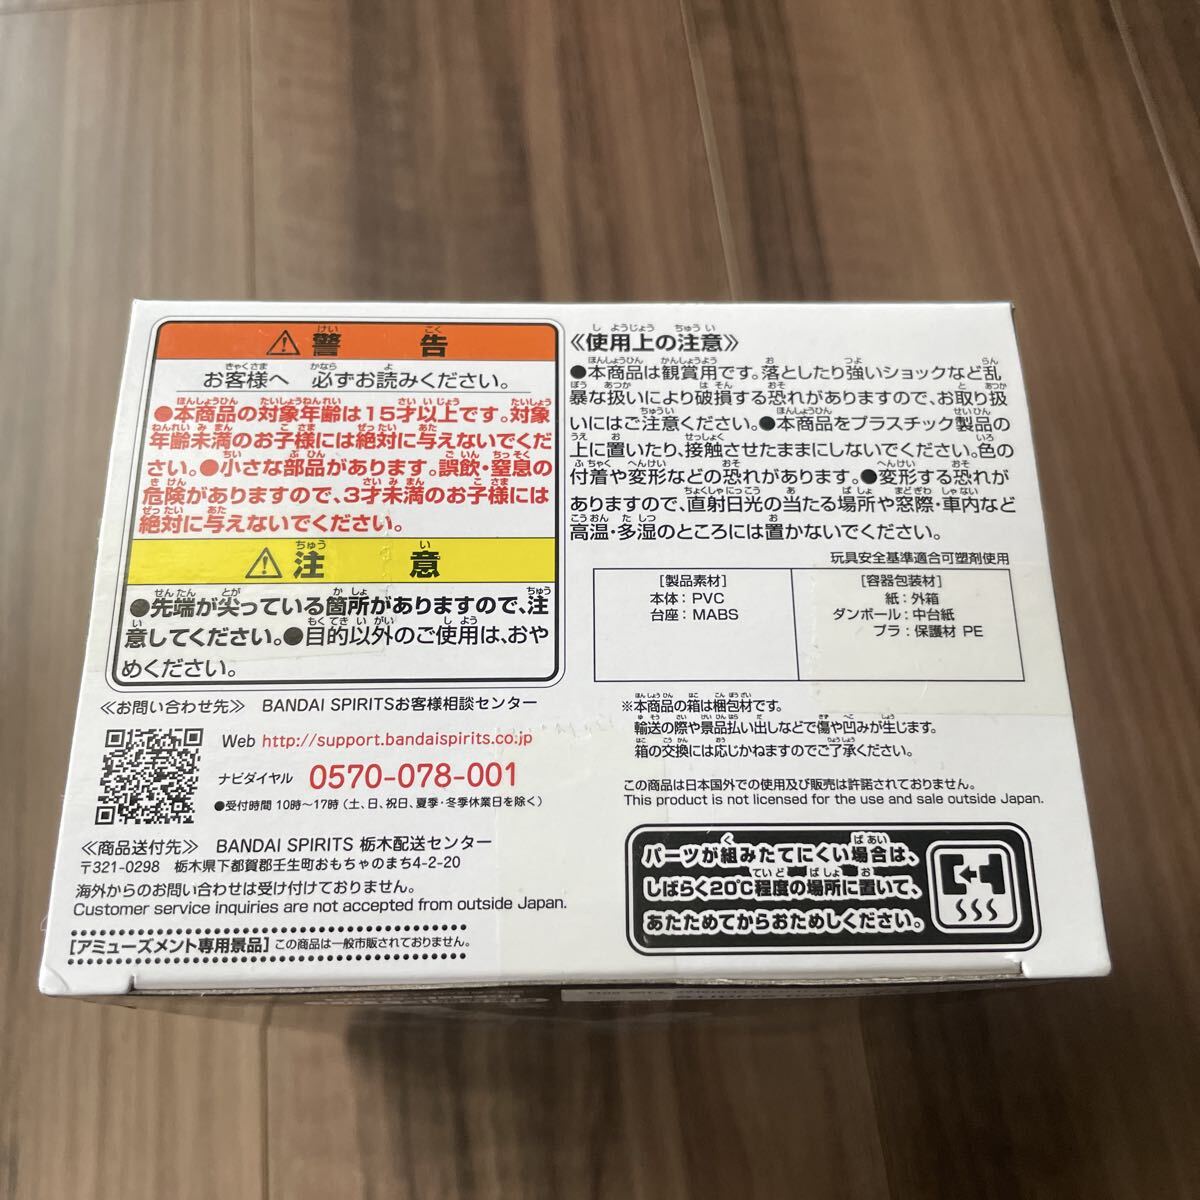 警告
お客様へ 必ずお読みください。
●本商品の対象年齢は15才以上です。対象
年齢未満のお子様には絶対に与えないでくだ
さい。●小さな部品があります。誤飲・窒息の
危険がありますので、3才未満のお子様には
絶対に与えないでください。
注意
●先端が尖っている箇所がありますので、注
意してください。●目的以外のご使用は、おや
めください。
≪お問い合わせ先≫ BANDAI SPIRITSお客様相談センター
Web http://support.bandaispirits.co.jp
ナビダイヤル 0570-078-001
●受付時間 10時〜17時(土、日、祝日、夏季・冬季休業日を除く)
≪商品送付先≫ BANDAI SPIRITS 栃木配送センター
〒321-0298 栃木県下都賀郡壬生町おもちゃのまち4-2-20
海外からのお問い合わせは受け付けておりません。
Customer service inquiries are not accepted from outside Japan.
[アミューズメント専用景品] この商品は一般市販されておりません。
≪使用上の注意≫
●本商品は観賞用です。落としたり強いショックなど乱
暴な扱いにより破損する恐れがありますので、お取り扱
いにはご注意ください。●本商品をプラスチック製品の
上に置いたり、接触させたままにしないでください。色の
付着や変形などの恐れがあります。●変形する恐れが
ありますので、直射日光の当たる場所や窓際・車内など
高温・多湿のところには置かないでください。
玩具安全基準適合可塑剤使用
[製品素材]
本体:PVC
台座:MABS
[容器包装材]
紙:外箱
ダンボール:中台紙
プラ:保護材 PE
※本商品の箱は梱包材です。
輸送の際や景品払い出しなどで傷や凹みが生じます。
箱の交換には応じかねますのでご了承ください。
この商品は日本国外での使用及び販売は許諾されておりません。
This product is not licensed for the use and sale outside Japan.
パーツが組みたてにくい場合は、
しばらく20℃程度の場所に置いて、
あたためてからおためしください。